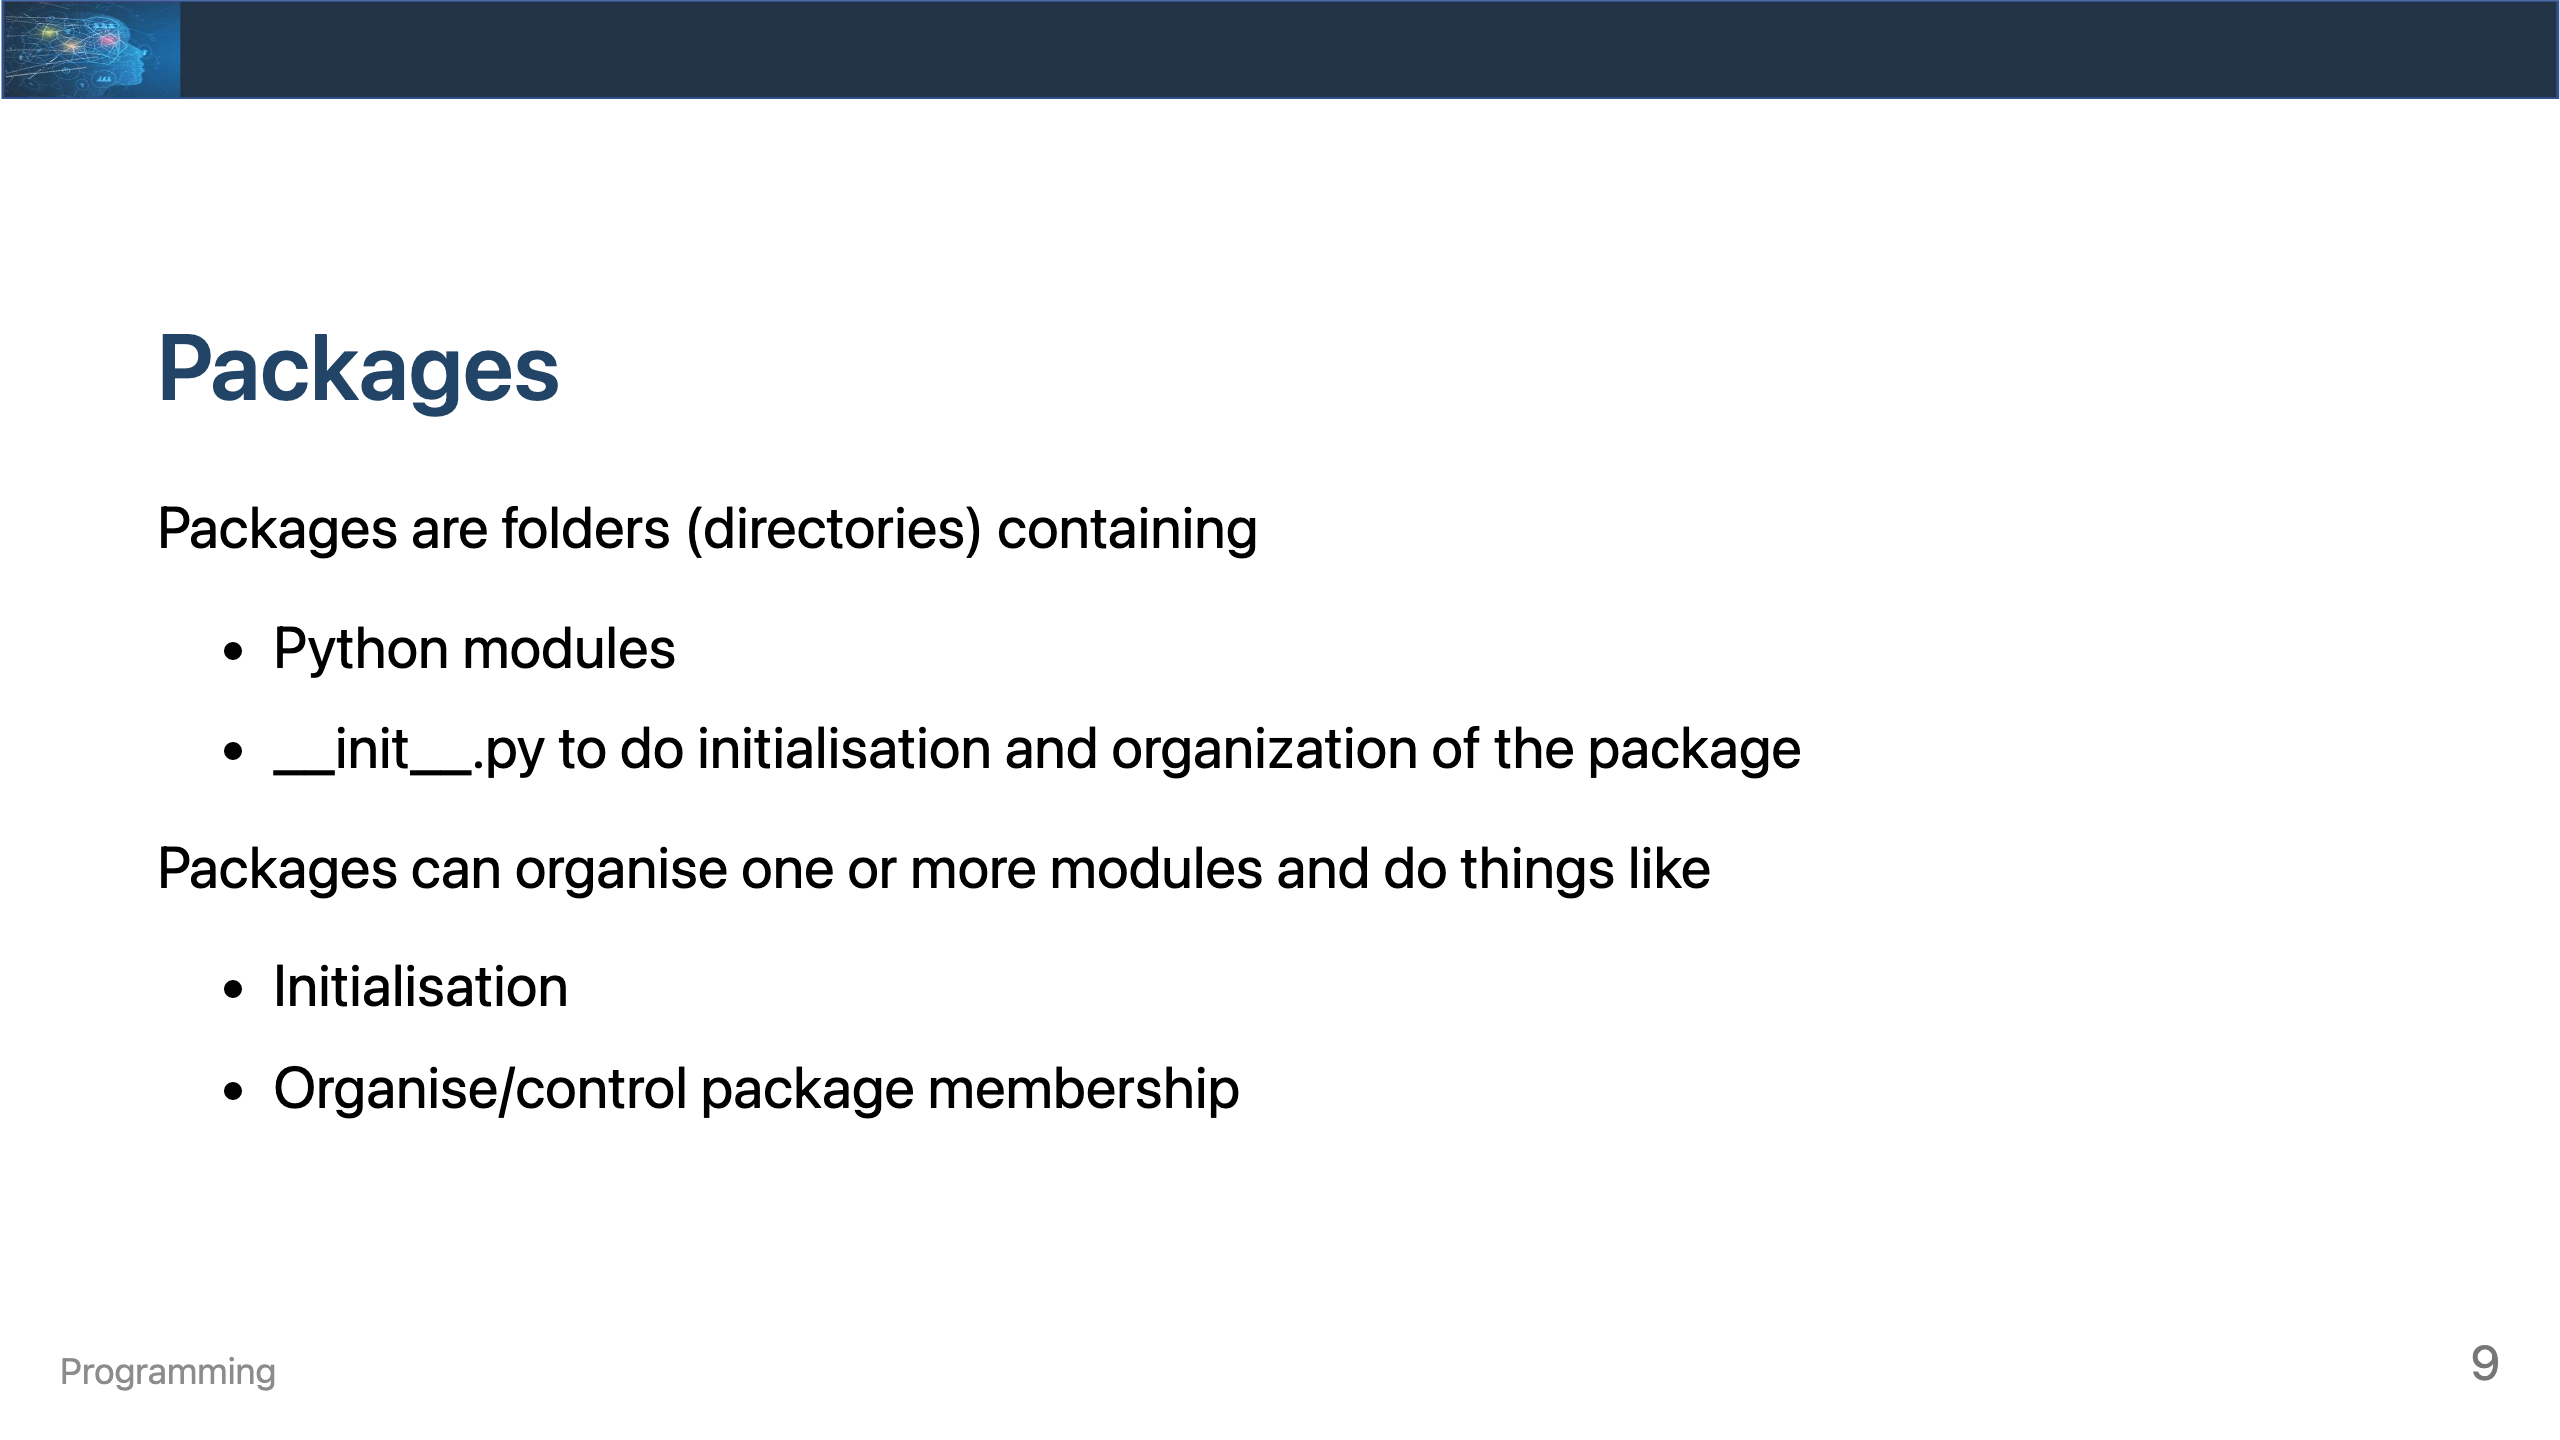 Packages
Packages are folders (directories) containing
• Python modules
• __init__.py to do initialisation and organization of the package
Packages can organise one or more modules and do things like
• Initialisation
• Organise/control package membership
Programming
9